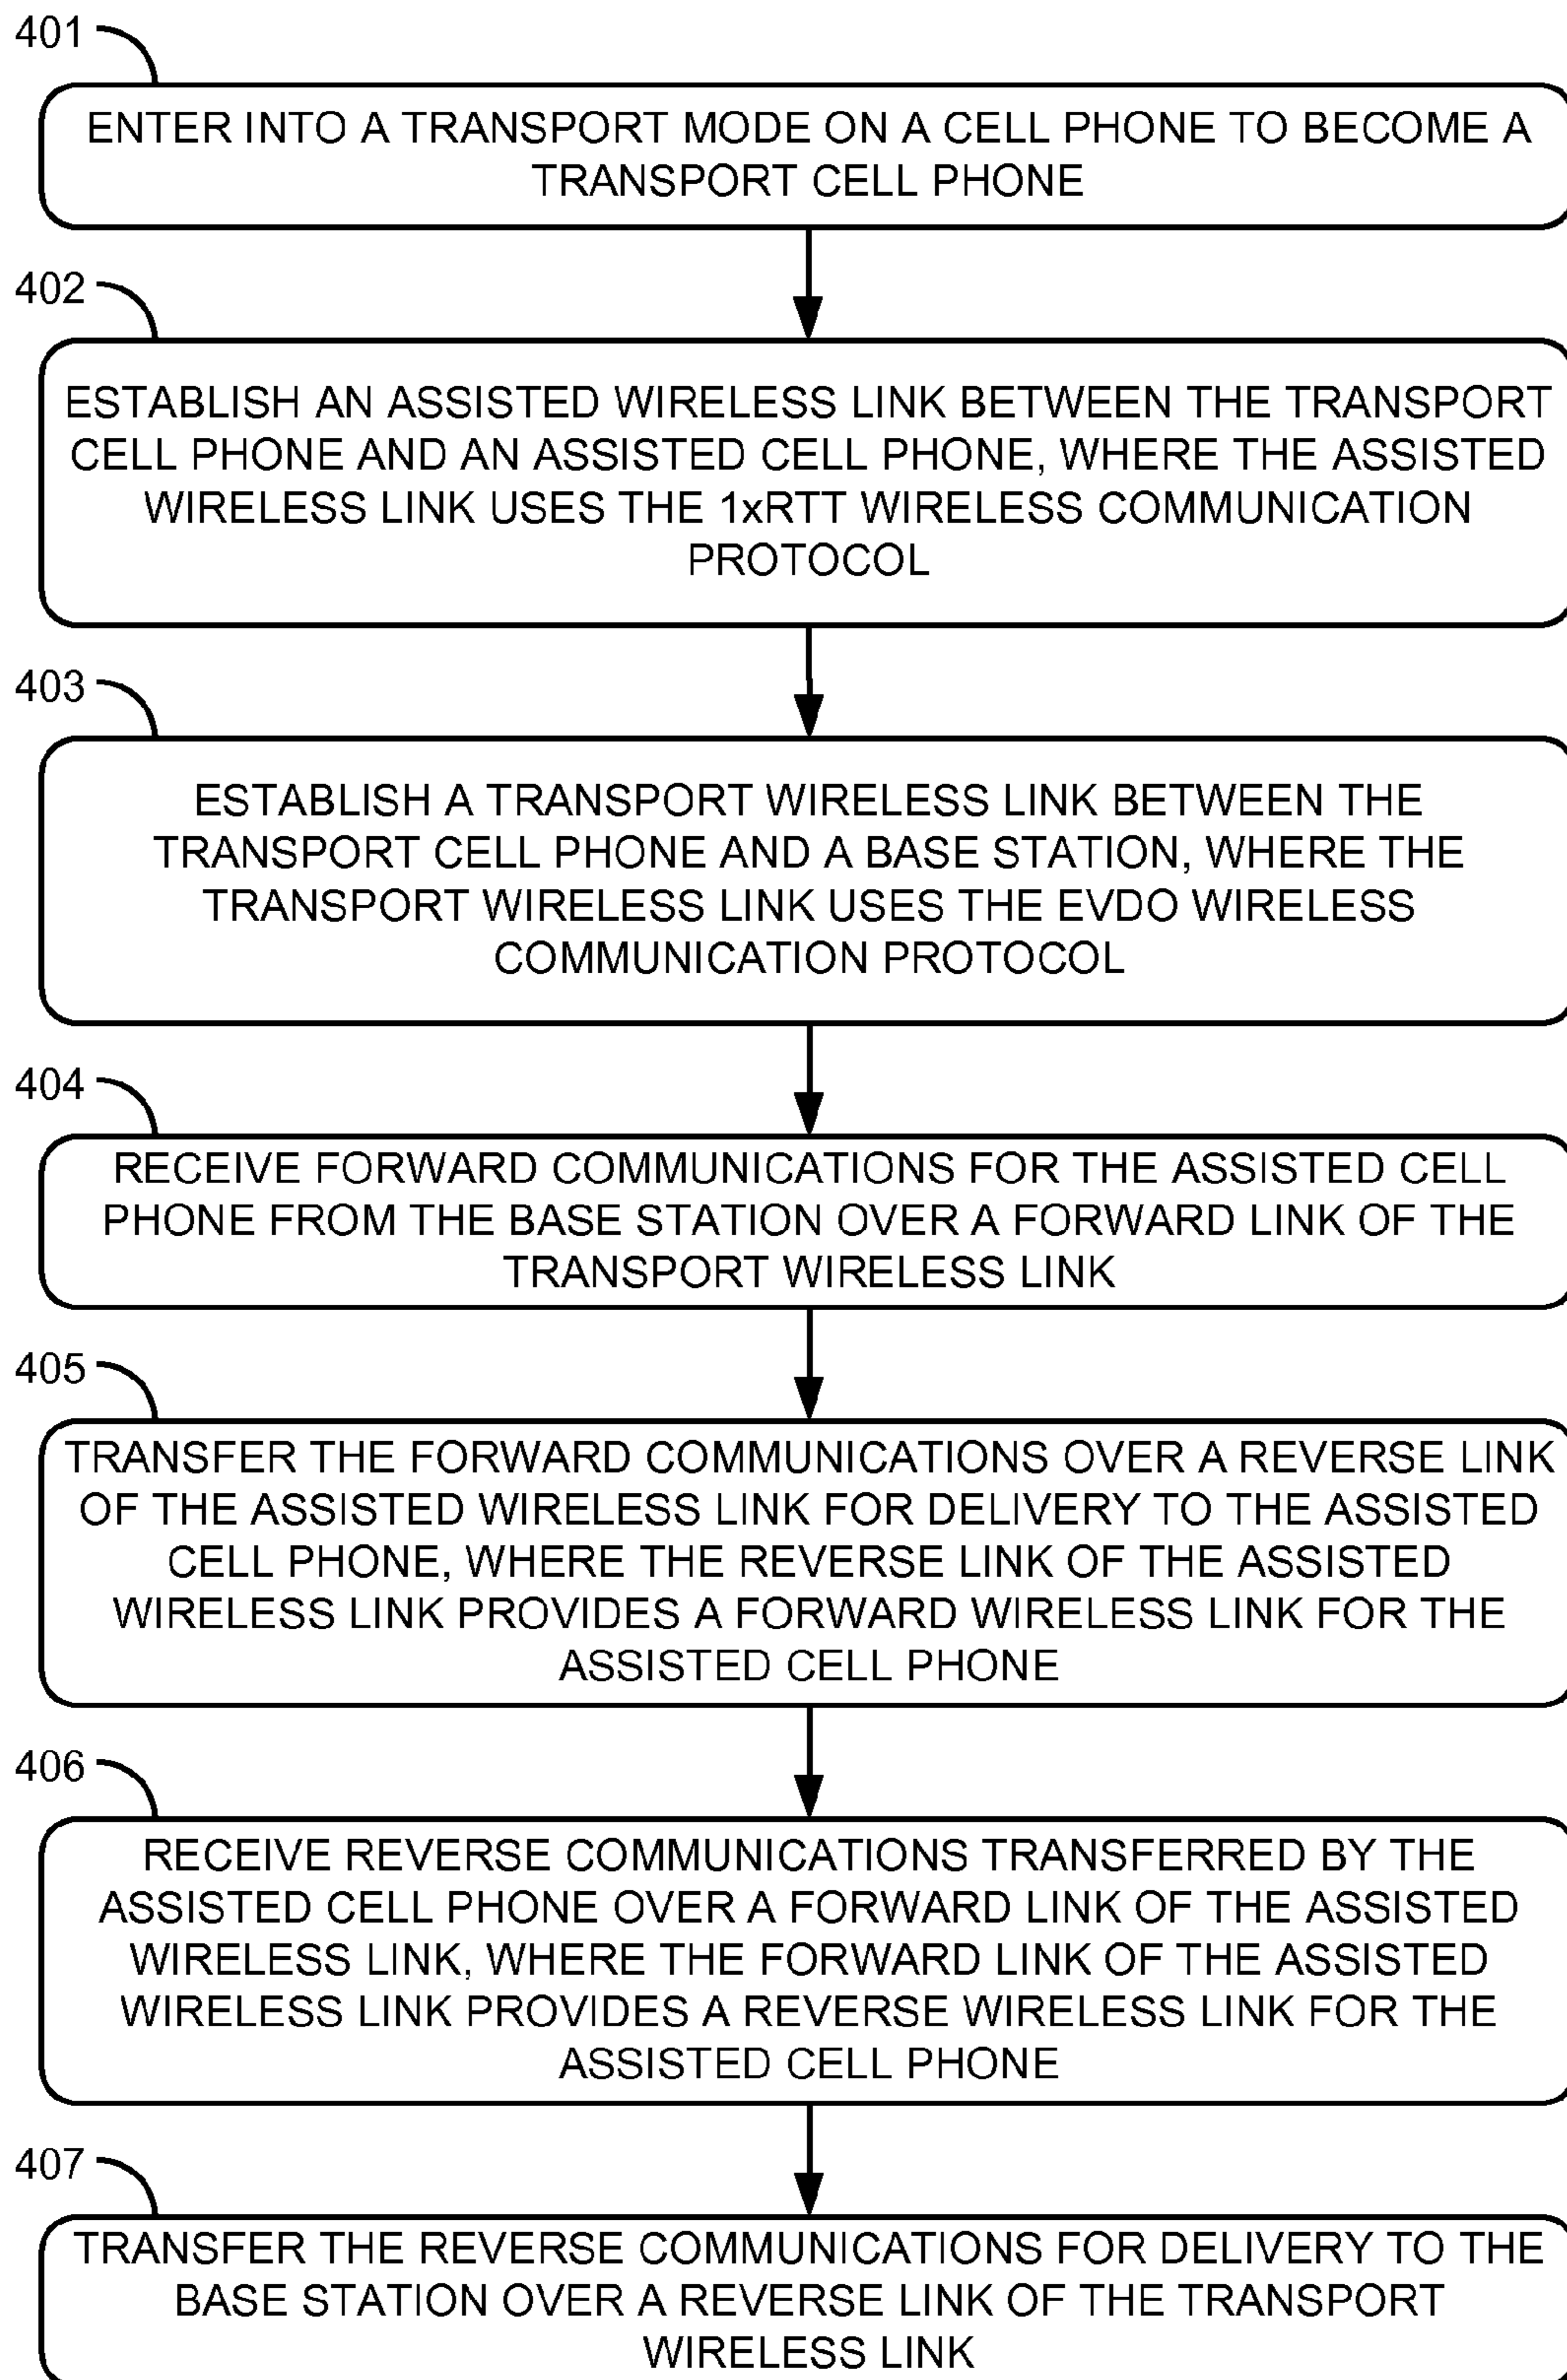 401
ENTER INTO A TRANSPORT MODE ON A CELL PHONE TO BECOME A
TRANSPORT CELL PHONE
402
ESTABLISH AN ASSISTED WIRELESS LINK BETWEEN THE TRANSPORT
CELL PHONE AND AN ASSISTED CELL PHONE, WHERE THE ASSISTED
WIRELESS LINK USES THE 1xRTT WIRELESS COMMUNICATION
PROTOCOL
403
ESTABLISH A TRANSPORT WIRELESS LINK BETWEEN THE
TRANSPORT CELL PHONE AND A BASE STATION, WHERE THE
TRANSPORT WIRELESS LINK USES THE EVDO WIRELESS
COMMUNICATION PROTOCOL
404
RECEIVE FORWARD COMMUNICATIONS FOR THE ASSISTED CELL
PHONE FROM THE BASE STATION OVER A FORWARD LINK OF THE
TRANSPORT WIRELESS LINK
405
TRANSFER THE FORWARD COMMUNICATIONS OVER A REVERSE LINK
OF THE ASSISTED WIRELESS LINK FOR DELIVERY TO THE ASSISTED
CELL PHONE, WHERE THE REVERSE LINK OF THE ASSISTED
WIRELESS LINK PROVIDES A FORWARD WIRELESS LINK FOR THE
ASSISTED CELL PHONE
406
RECEIVE REVERSE COMMUNICATIONS TRANSFERRED BY THE
ASSISTED CELL PHONE OVER A FORWARD LINK OF THE ASSISTED
WIRELESS LINK, WHERE THE FORWARD LINK OF THE ASSISTED
WIRELESS LINK PROVIDES A REVERSE WIRELESS LINK FOR THE
ASSISTED CELL PHONE
407
TRANSFER THE REVERSE COMMUNICATIONS FOR DELIVERY TO THE
BASE STATION OVER A REVERSE LINK OF THE TRANSPORT
WIRELESS LINK